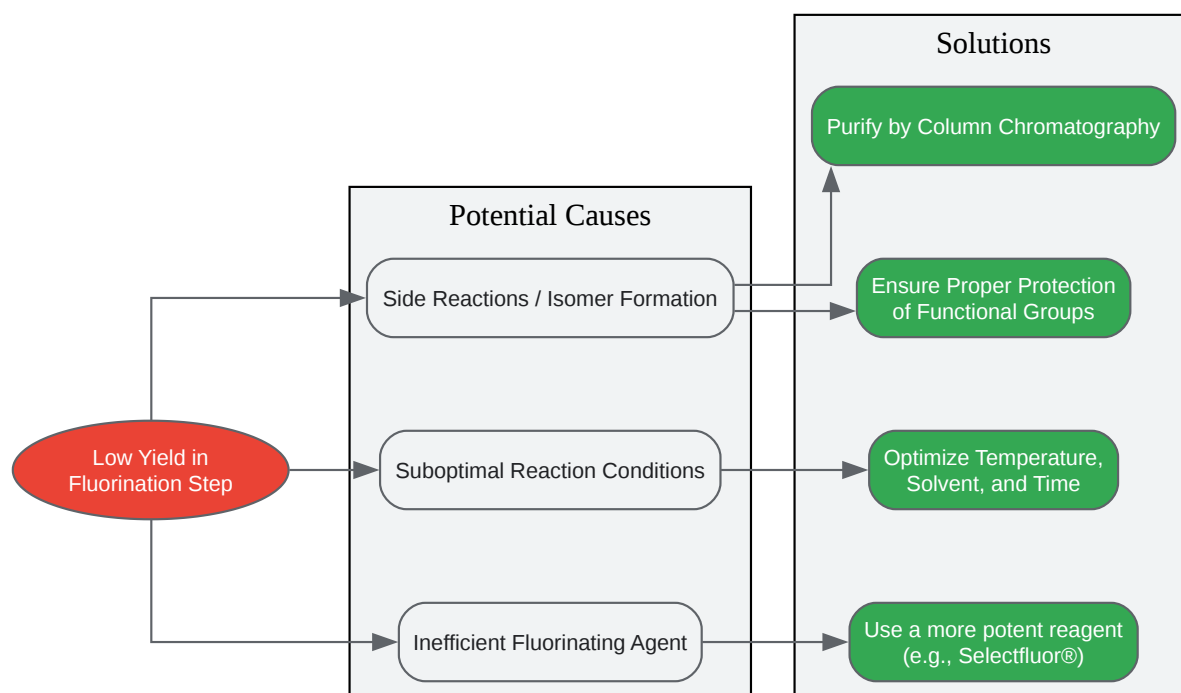 Solutions
Purify by Column Chromatography
Potential Causes
Side Reactions / Isomer Formation
Ensure Proper Protection
of Functional Groups
Low Yield in
Fluorination Step
Suboptimal Reaction Conditions
Optimize Temperature,
Solvent, and Time
Inefficient Fluorinating Agent
Use a more potent reagent
(e.g., Selectfluor®)